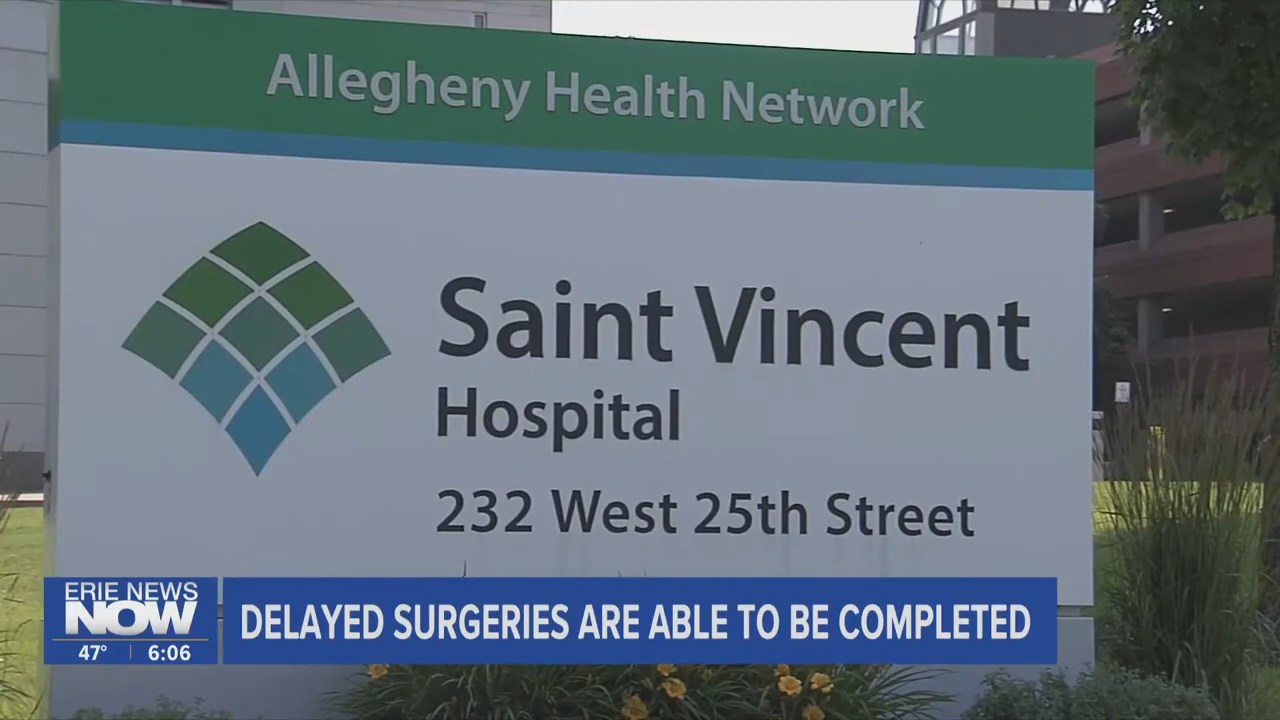 Allegheny Health Network
Saint Vincent
Hospital
232 West 25th Street
ERIE NEWS
NOW
47° 6:06
DELAYED SURGERIES ARE ABLE TO BE COMPLETED